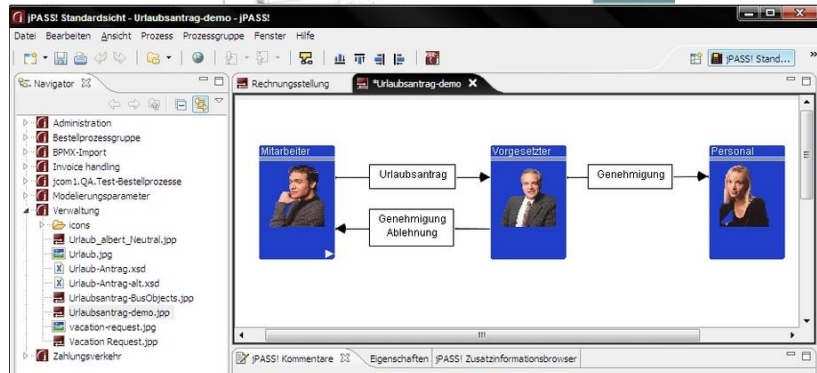 jPASS! Standardsicht - Urlaubsantrag-demo - jPASS!
Datei Bearbeiten Ansicht Prozess Prozessgruppe Fenster Hilfe
jPASS! Stand...
Navigator
Administration
Bestellprozessgruppe
BPMX-Import
Invoice handling
jcom1.QA.Test-Bestellprozesse
Modelierungsparameter
Verwaltung
icons
Urlaub_albert_Neutral.jpp
Urlaub.jpg
Urlab-Antrag.xsd
Urlab-Antrag-alt.xsd
Urlaubsantrag-BusObjects.jpp
Urlaubsantrag-demo.jpp
vacation-request.jpg
Vacation Request.jpp
Zahlungsverkehr
Rechnungsstellung
*Urlaubsantrag-demo
Mitarbeiter
Urlaubsantrag
Genehmigung
Ablehnung
Vorgesetzter
Genehmigung
Personal
jPASS! Kommentare
Eigenschaften
jPASS! Zusatzinformationsbrowser